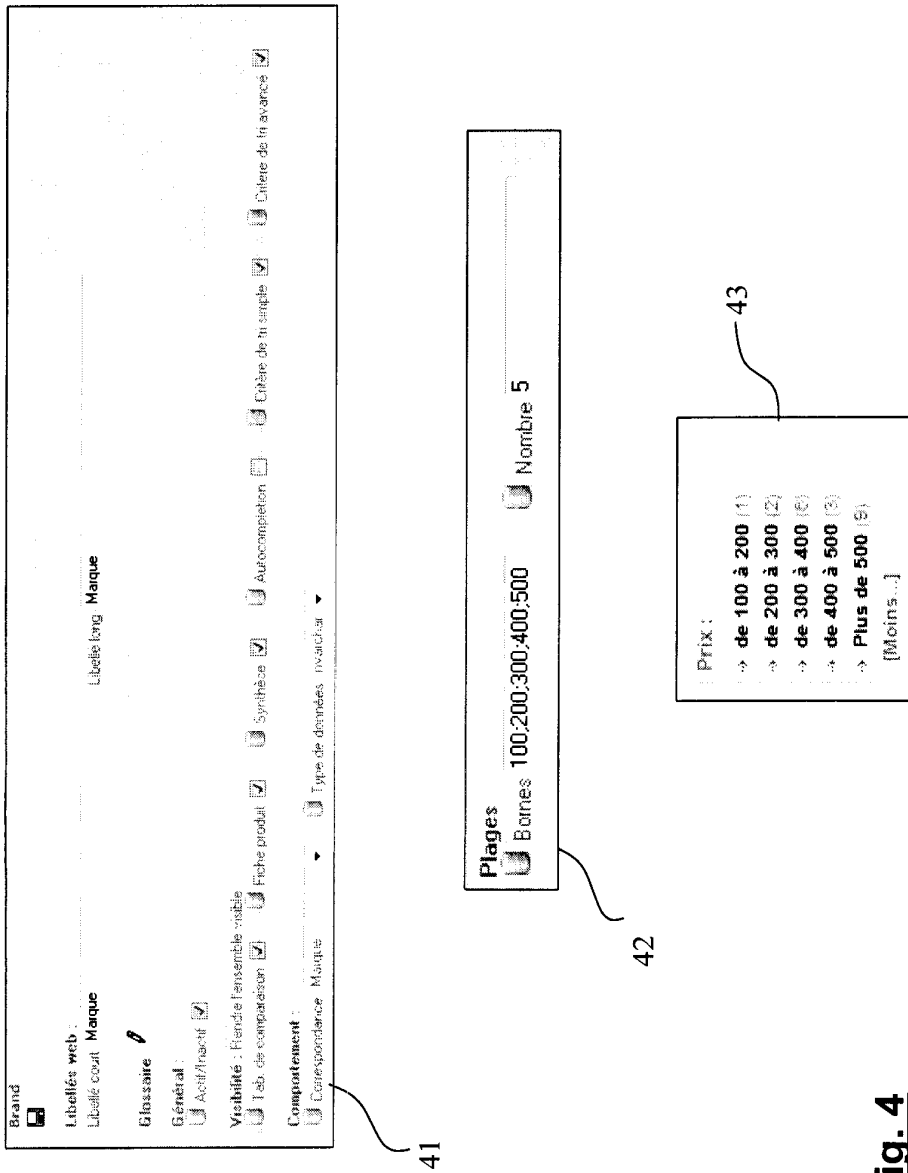 Brand
Libellés web :
Libellé court Marque Libellé long Marque
Glossaire
Général :
Actif/Inactif
Visibilité : Rendre l'ensemble visible
Tab. de comparaison Fiche produit Synthèce Autocompletion Critère de tri simple Critère de tri avancé
Comportement :
Correspondance Marque Type de données nvarchar
41
Plages
Bornes 100;200;300;400;500 Nombre 5
42
Prix :
de 100 à 200 (1)
de 200 à 300 (2)
de 300 à 400 (6)
de 400 à 500 (3)
Plus de 500 (9)
[Moins...]
43
ig. 4